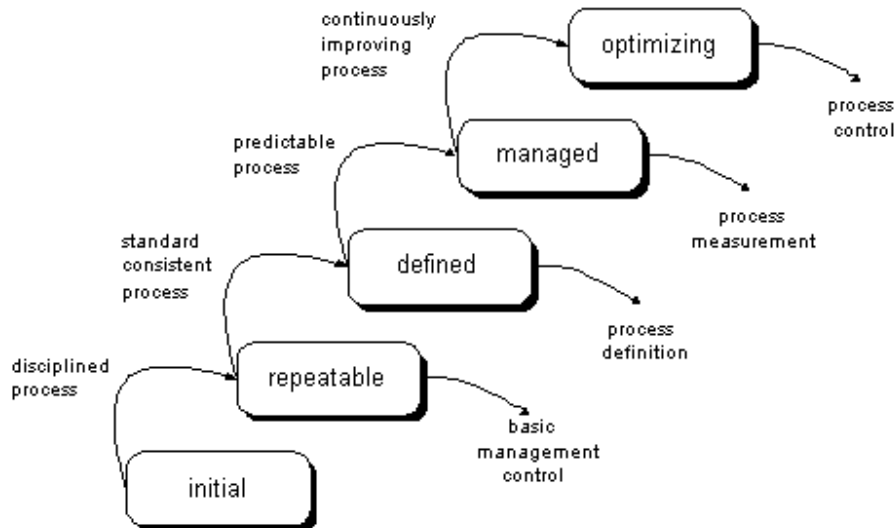 continuously
improving
process
optimizing
process
control
predictable
process
managed
process
measurement
standard
consistent
process
defined
process
definition
disciplined
process
repeatable
basic
management
control
initial